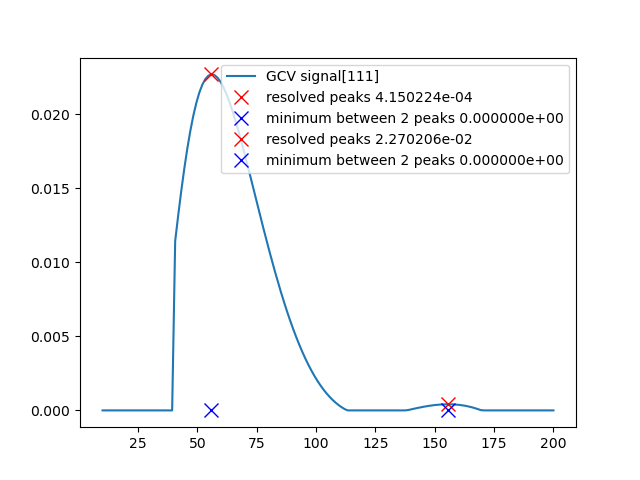 GCV signal[111]
resolved peaks 4.150224e-04
minimum between 2 peaks 0.000000e+00
resolved peaks 2.270206e-02
minimum between 2 peaks 0.000000e+00
0.020
0.015
0.010
0.005
0.000
25 50 75 100 125 150 175 200